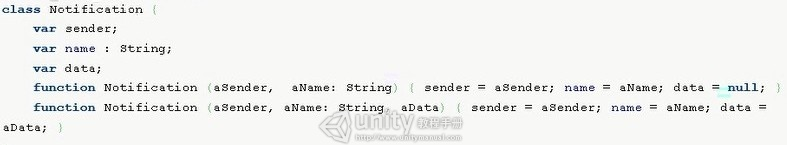 class Notification {
var sender;
var name : String;
var data;
function Notification (aSender,  aName: String) { sender = aSender; name = aName; data = null; }
function Notification (aSender, aName: String, aData) { sender = aSender; name = aName; data =
aData; }
unity 教程手册
http://www.unitymanual.com